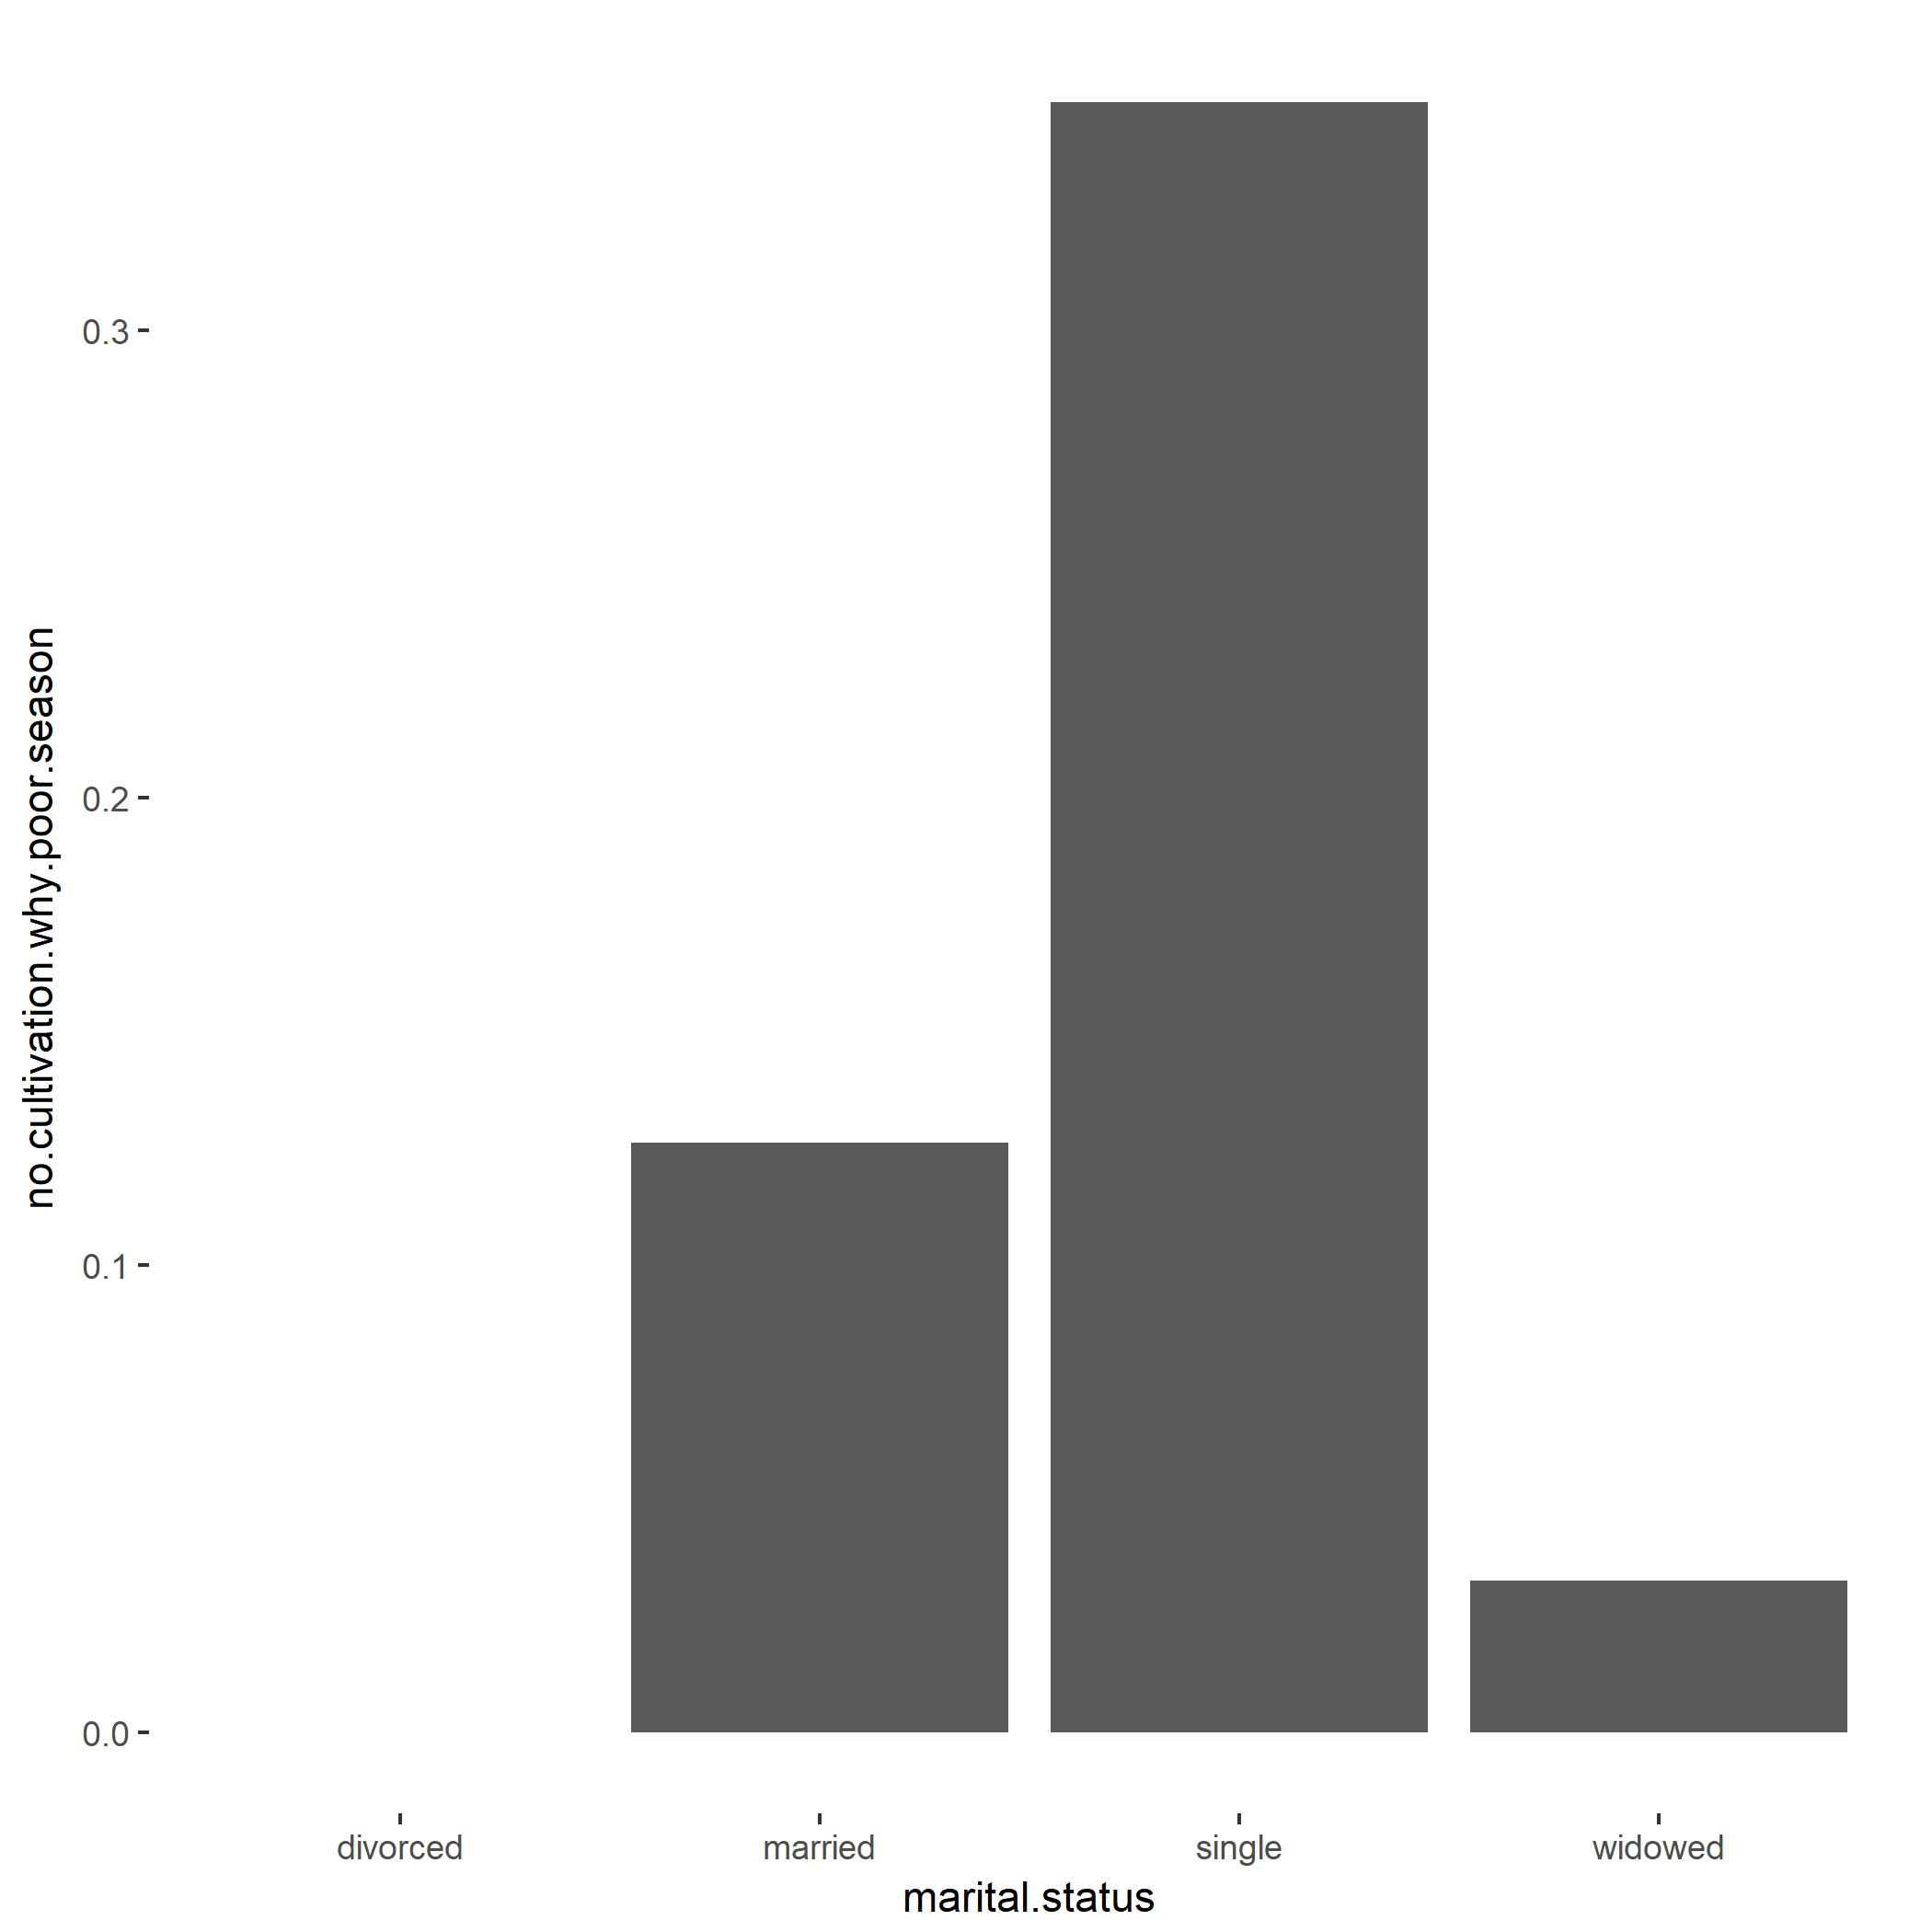 no.cultivation.why.poor.season
0.3
0.2
0.1
0.0
divorced
married
single
widowed
marital.status